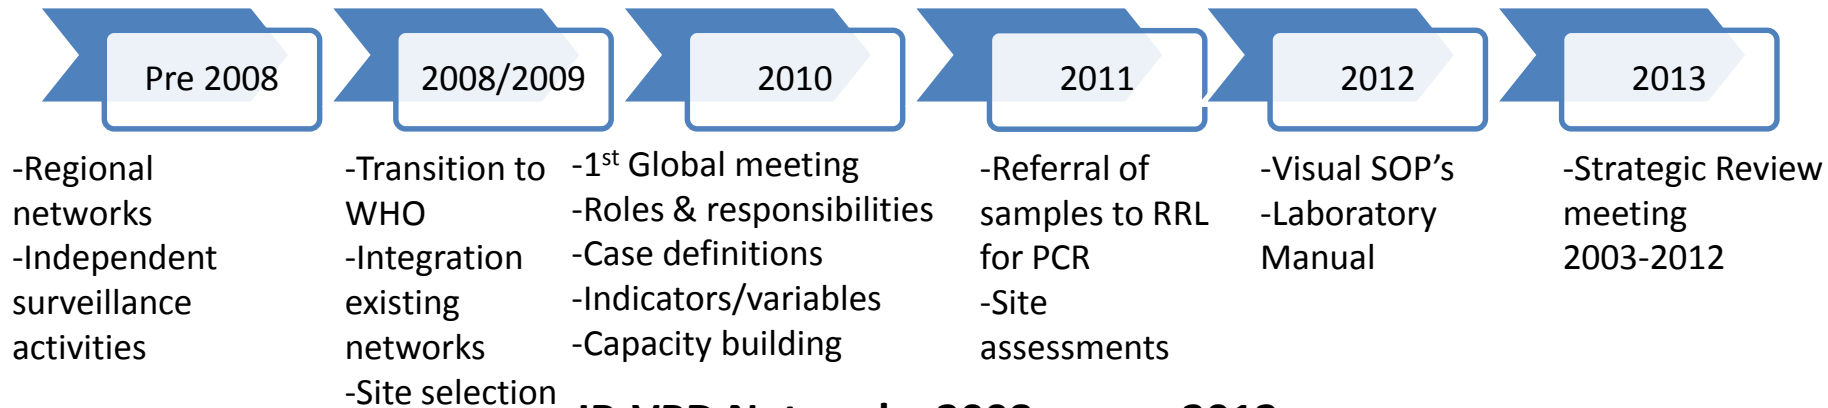 Pre 2008
2008/2009
2010
2011
2012
2013
-Regional
networks
-Independent
surveillance
activities
-Transition to
WHO
-Integration
existing
networks
-Site selection
-1st Global meeting
-Roles & responsibilities
-Case definitions
-Indicators/variables
-Capacity building
-Referral of
samples to RRL
for PCR
-Site
assessments
-Visual SOP's
-Laboratory
Manual
-Strategic Review
meeting
2003-2012